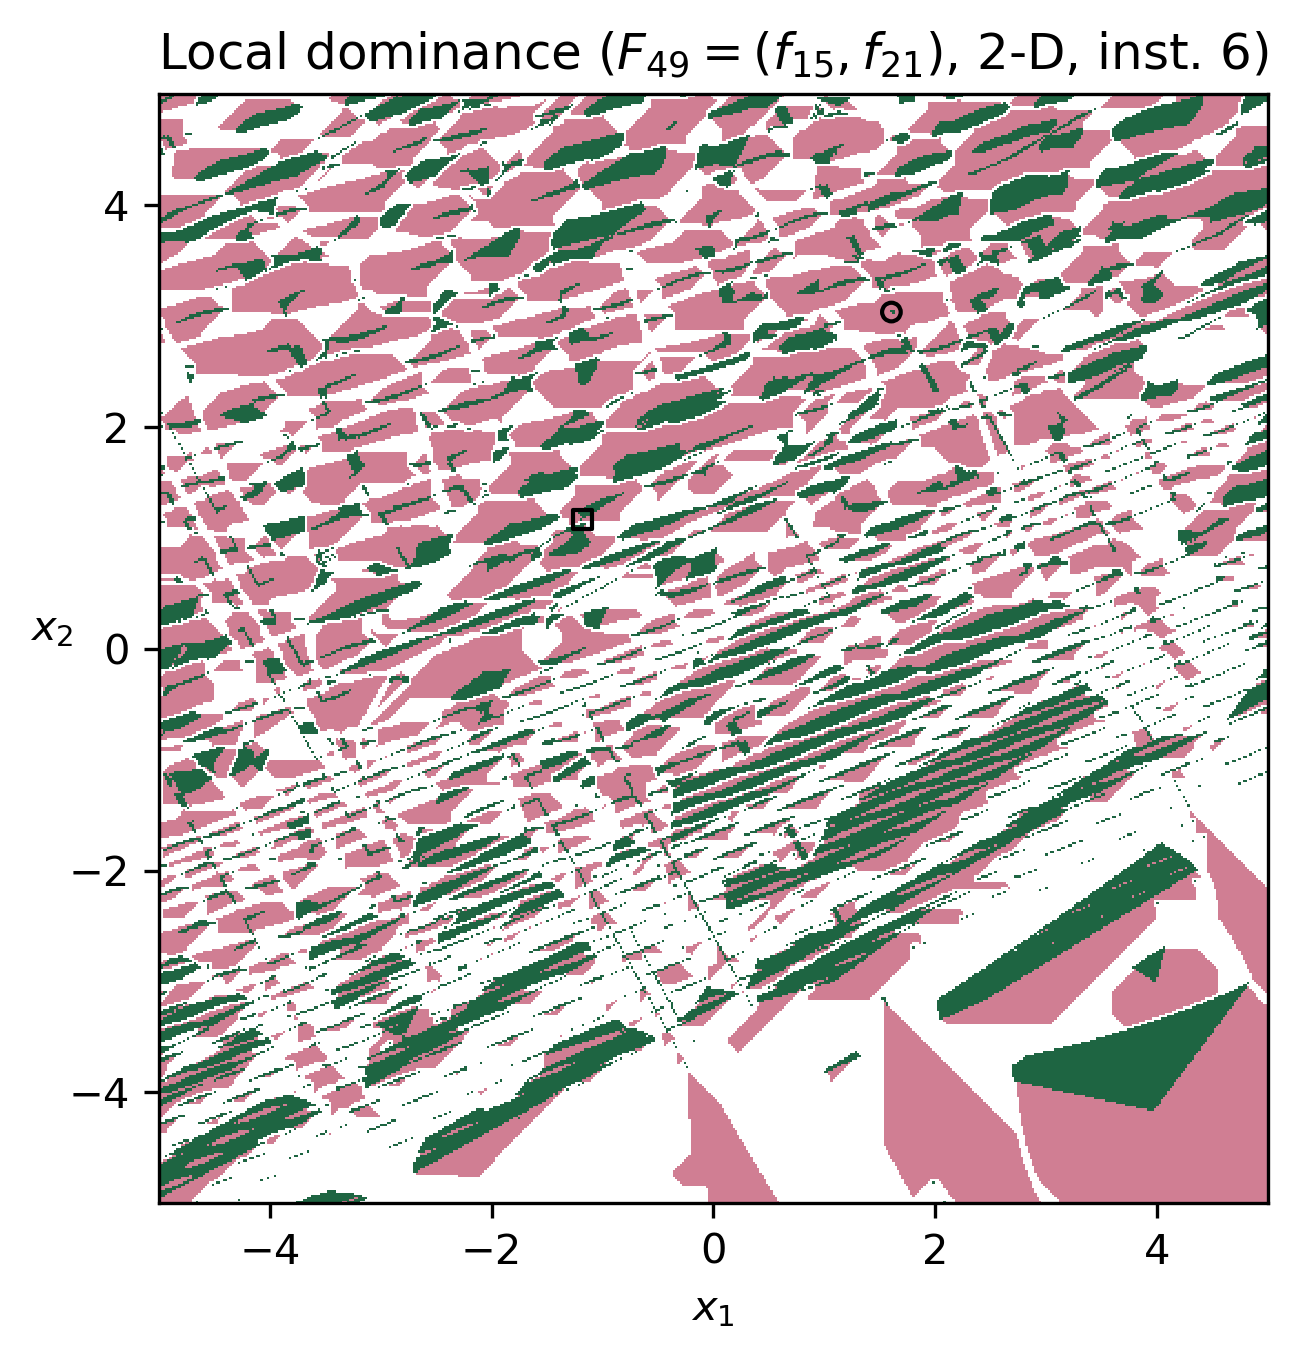 Local dominance (F₄₉ = (f₁₅, f₂₁), 2-D, inst. 6)
4
2
x₂
0
−2
−4
−4 −2 0 2 4
x₁